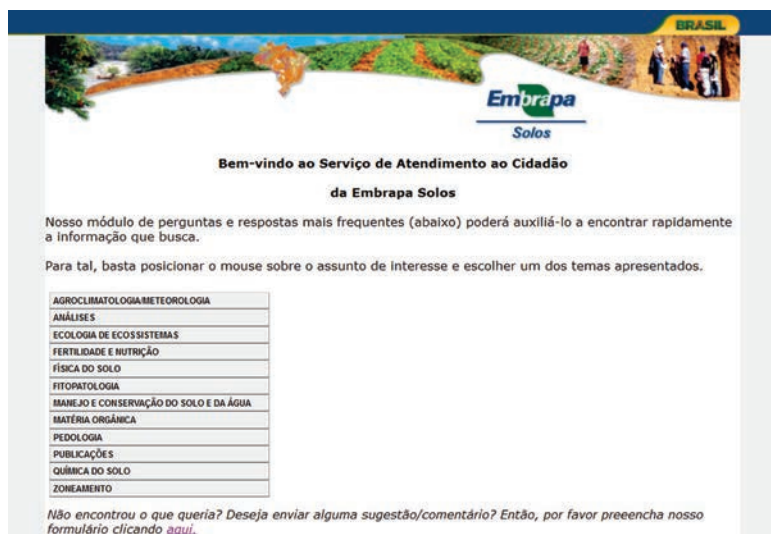 BRASIL
Embrapa
Solos
Bem-vindo ao Serviço de Atendimento ao Cidadão
da Embrapa Solos
Nosso módulo de perguntas e respostas mais frequentes (abaixo) poderá auxiliá-lo a encontrar rapidamente
a informação que busca.
Para tal, basta posicionar o mouse sobre o assunto de interesse e escolher um dos temas apresentados.
AGROCLIMATOLOGIA/METEOROLOGIA
ANÁLISES
ECOLOGIA DE ECOSSISTEMAS
FERTILIDADE E NUTRIÇÃO
FÍSICA DO SOLO
FITOPATOLOGIA
MANEJO E CONSERVAÇÃO DO SOLO E DA ÁGUA
MATÉRIA ORGÂNICA
PEDOLOGIA
PUBLICAÇÕES
QUÍMICA DO SOLO
ZONEAMENTO
Não encontrou o que queria? Deseja enviar alguma sugestão/comentário? Então, por favor preeencha nosso
formulário clicando aqui.